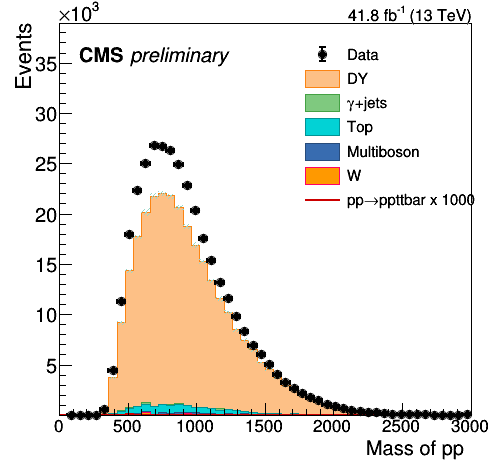 ×10³
41.8 fb⁻¹ (13 TeV)
Events
CMS preliminary
Data
DY
γ+jets
Top
Multiboson
W
pp→ppttbar x 1000
35
30
25
20
15
10
5
0
0 500 1000 1500 2000 2500 3000
Mass of pp